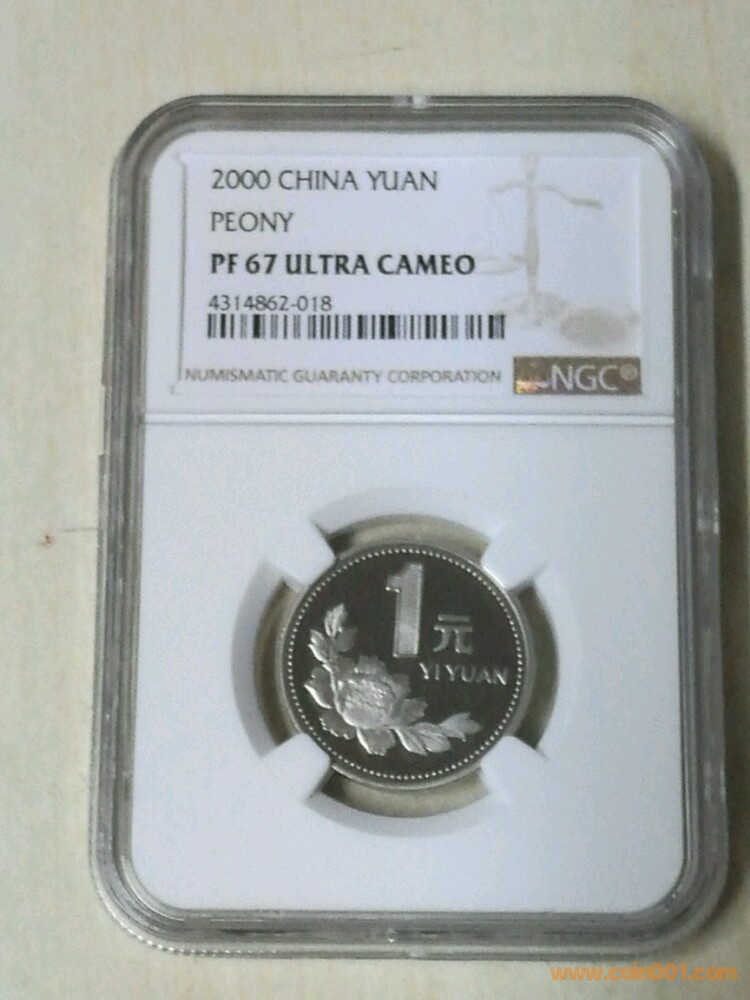 2000 CHINA YUAN
PEONY
PF 67 ULTRA CAMEO
4314862-018
NUMISMATIC GUARANTY CORPORATION
NGC®
1
元
YI YUAN
www.coin001.com